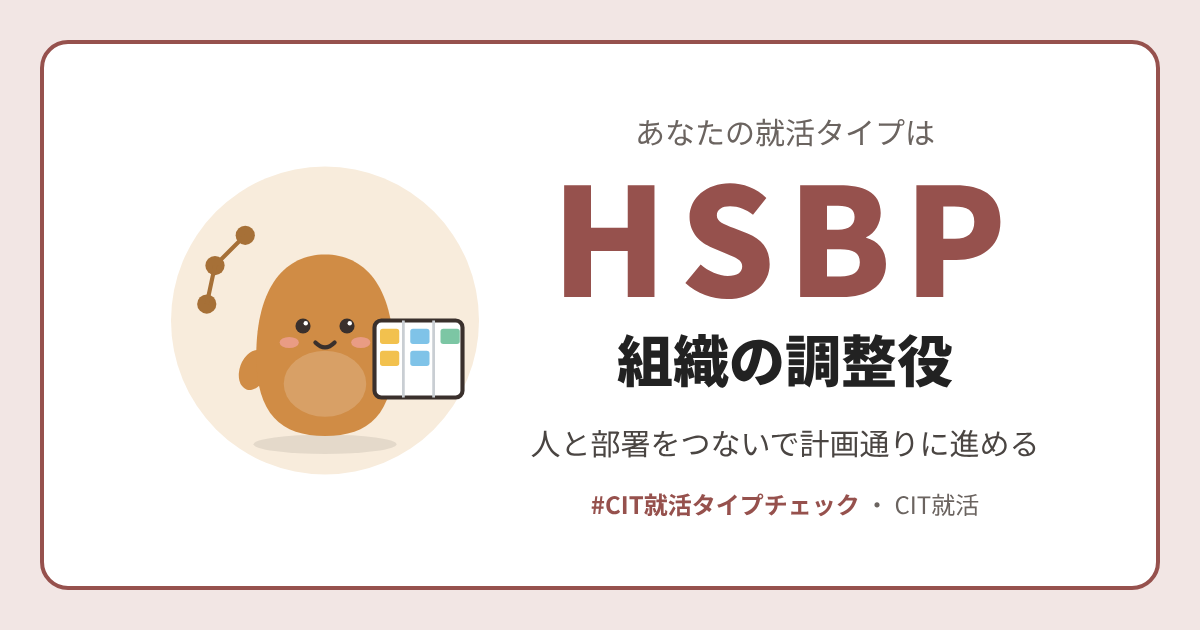 あなたの就活タイプは
HSBP
組織の調整役
人と部署をつないで計画通りに進める
#CIT就活タイプチェック ・ CIT就活